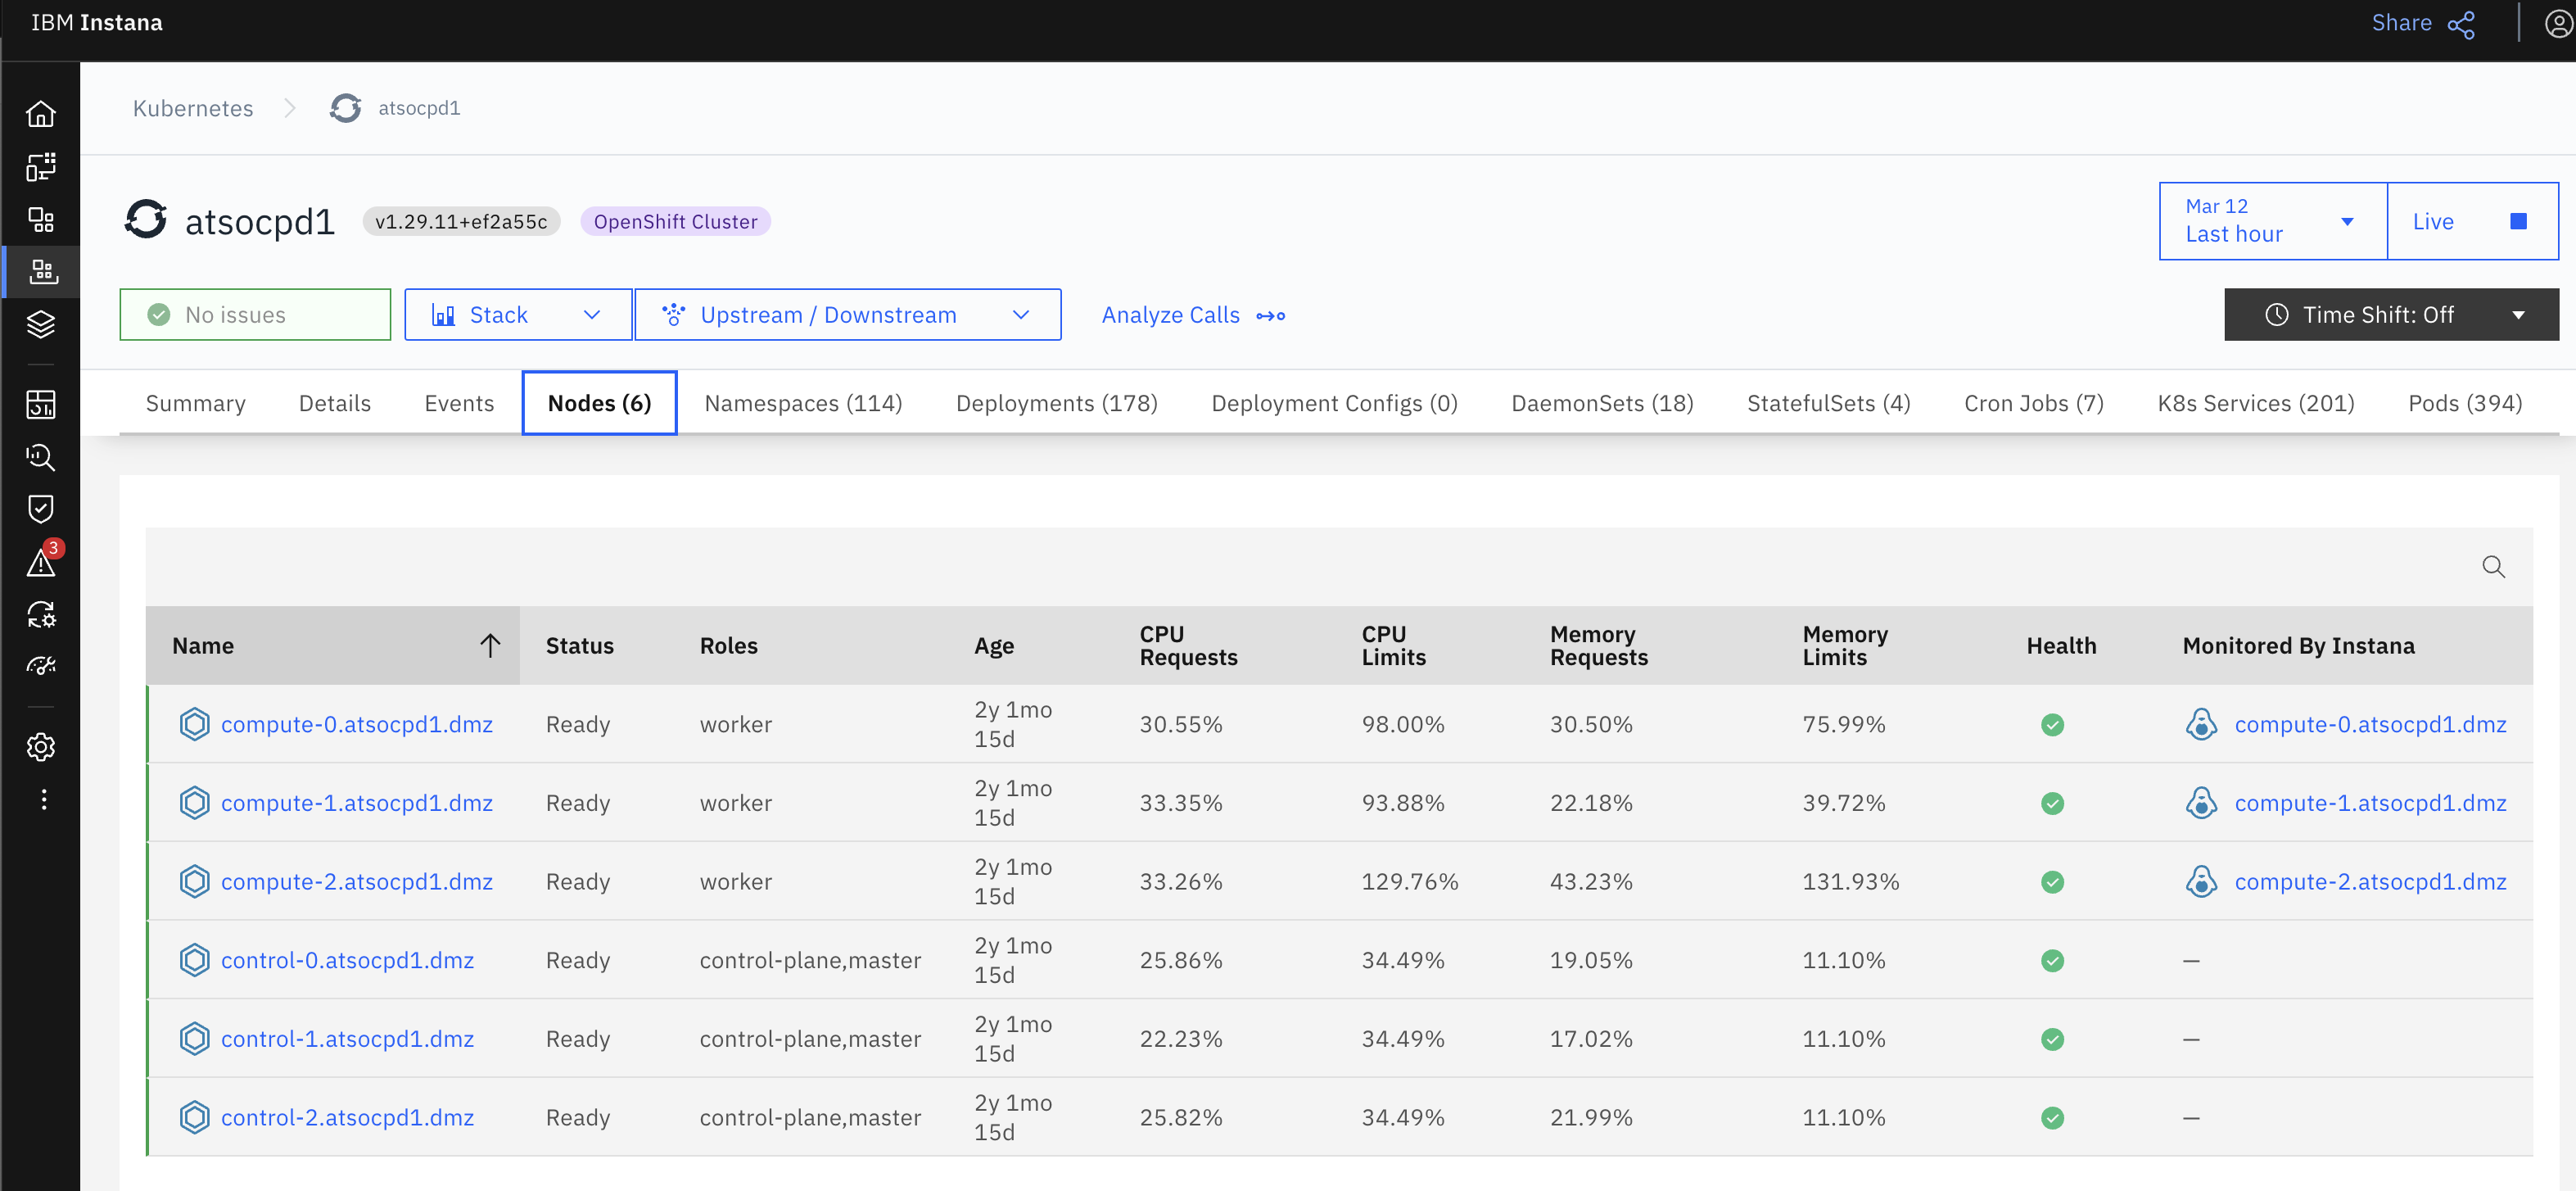 IBM Instana
Share
Kubernetes
atsocpd1
atsocpd1
v1.29.11+ef2a55c
OpenShift Cluster
Mar 12
Last hour
Live
No issues
Stack
Upstream / Downstream
Analyze Calls
Time Shift: Off
Summary
Details
Events
Nodes (6)
Namespaces (114)
Deployments (178)
Deployment Configs (0)
DaemonSets (18)
StatefulSets (4)
Cron Jobs (7)
K8s Services (201)
Pods (394)
3
Name
Status
Roles
Age
CPU
Requests
CPU
Limits
Memory
Requests
Memory
Limits
Health
Monitored By Instana
compute-0.atsocpd1.dmz
Ready
worker
2y 1mo
15d
30.55%
98.00%
30.50%
75.99%
compute-0.atsocpd1.dmz
compute-1.atsocpd1.dmz
Ready
worker
2y 1mo
15d
33.35%
93.88%
22.18%
39.72%
compute-1.atsocpd1.dmz
compute-2.atsocpd1.dmz
Ready
worker
2y 1mo
15d
33.26%
129.76%
43.23%
131.93%
compute-2.atsocpd1.dmz
control-0.atsocpd1.dmz
Ready
control-plane,master
2y 1mo
15d
25.86%
34.49%
19.05%
11.10%
—
control-1.atsocpd1.dmz
Ready
control-plane,master
2y 1mo
15d
22.23%
34.49%
17.02%
11.10%
—
control-2.atsocpd1.dmz
Ready
control-plane,master
2y 1mo
15d
25.82%
34.49%
21.99%
11.10%
—